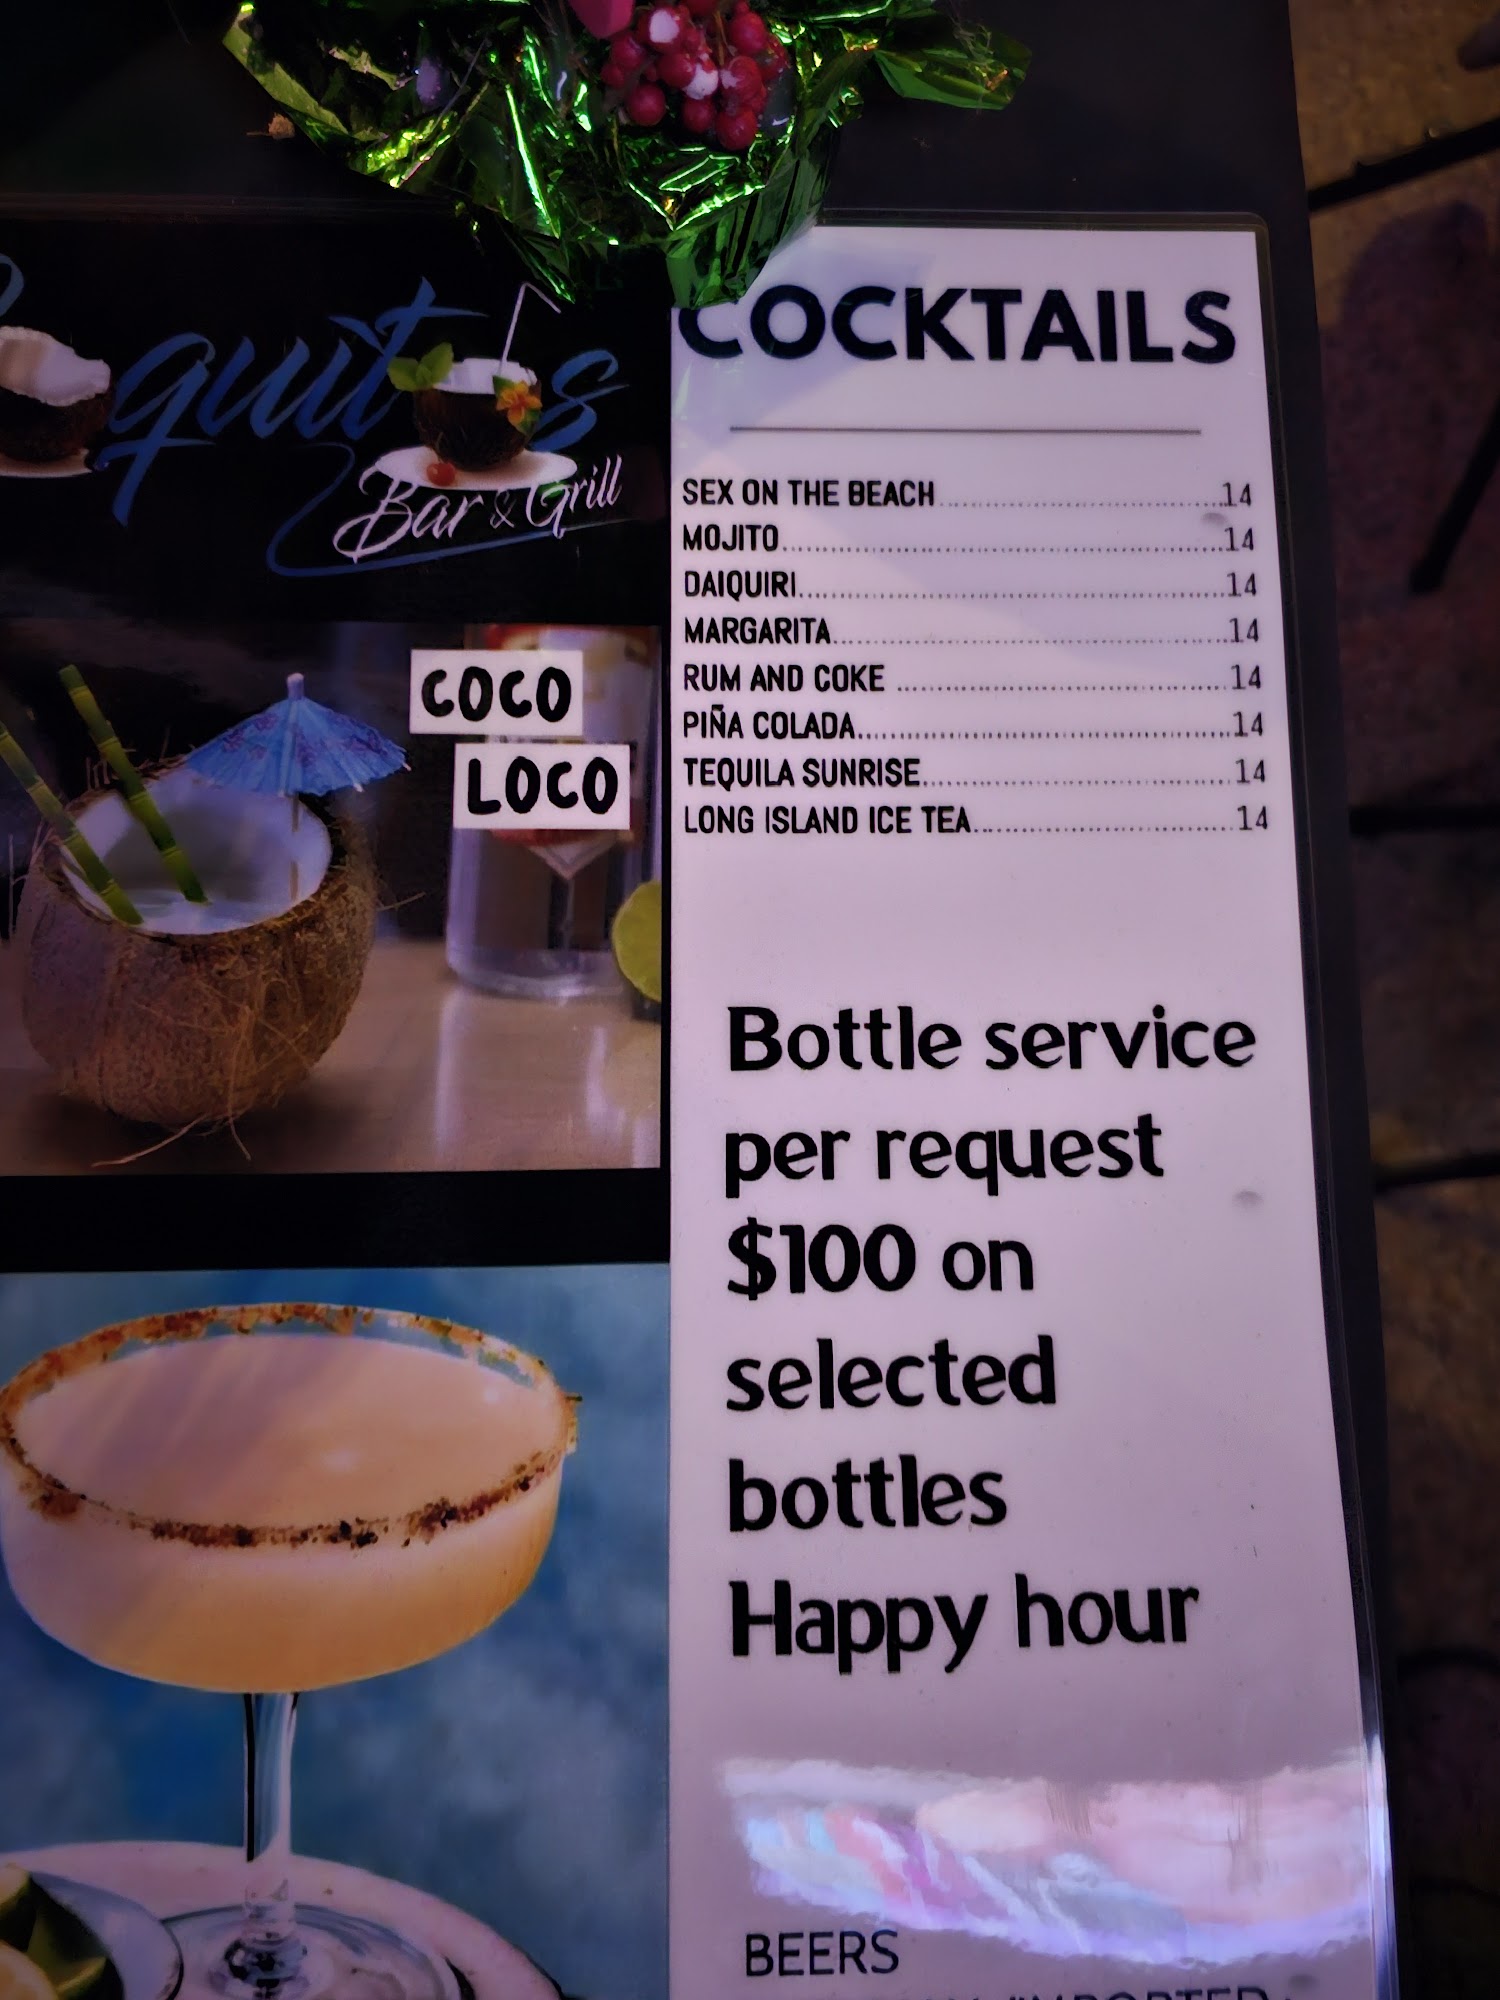 quitos
Bar & Grill
COCO
LOCO
COCKTAILS
SEX ON THE BEACH 14
MOJITO 14
DAIQUIRI 14
MARGARITA 14
RUM AND COKE 14
PIÑA COLADA 14
TEQUILA SUNRISE 14
LONG ISLAND ICE TEA 14
Bottle service
per request
$100 on
selected
bottles
Happy hour
BEERS